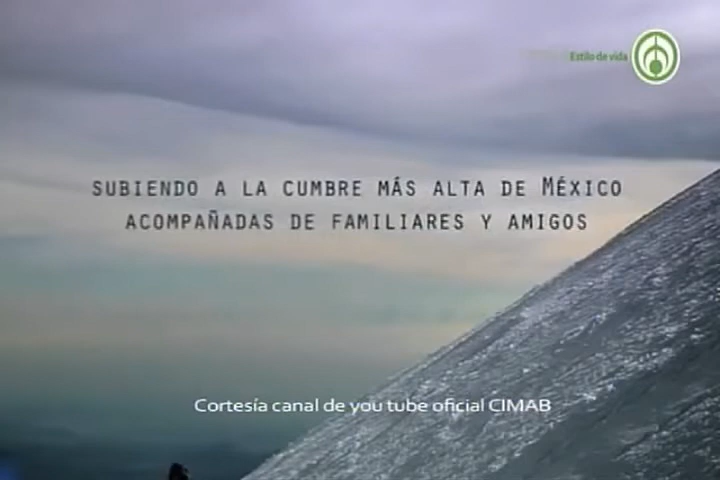 Estilo de vida
SUBIENDO A LA CUMBRE MÁS ALTA DE MÉXICO
ACOMPAÑADAS DE FAMILIARES Y AMIGOS
Cortesía canal de you tube oficial CIMAB